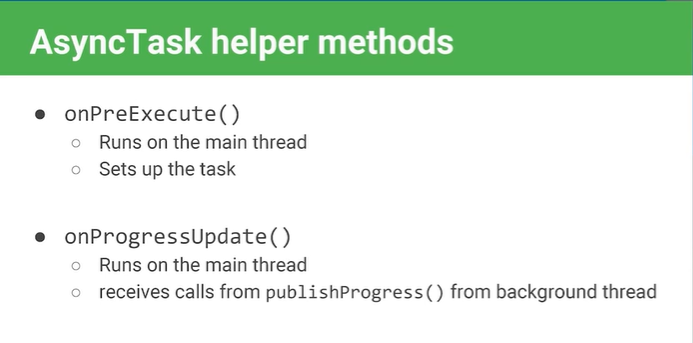 AsyncTask helper methods
● onPreExecute()
○ Runs on the main thread
○ Sets up the task
● onProgressUpdate()
○ Runs on the main thread
○ receives calls from publishProgress() from background thread